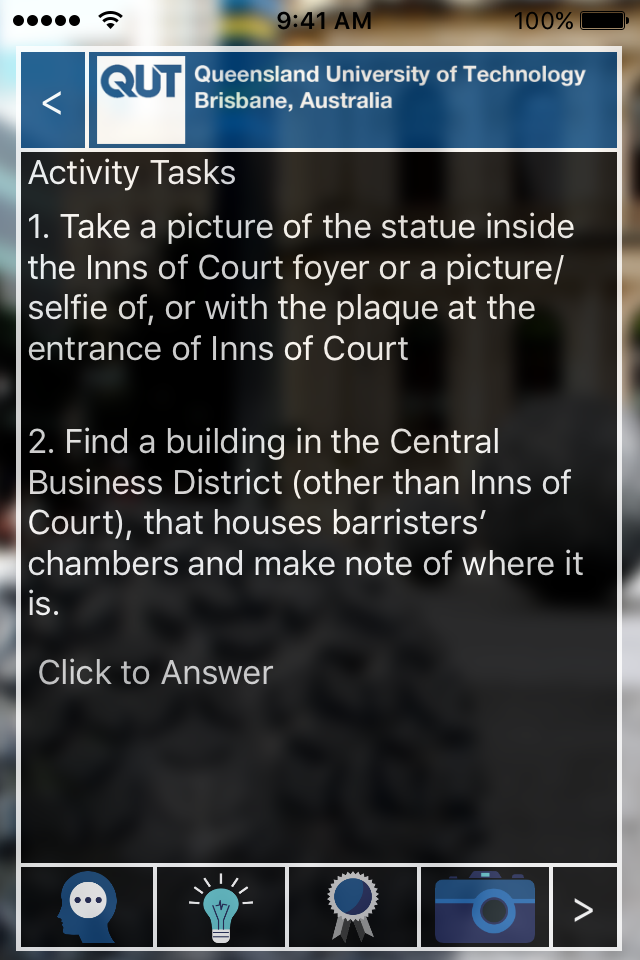 9:41 AM
100%
<
QUT
Queensland University of Technology
Brisbane, Australia
Activity Tasks
1. Take a picture of the statue inside
the Inns of Court foyer or a picture/
selfie of, or with the plaque at the
entrance of Inns of Court
2. Find a building in the Central
Business District (other than Inns of
Court), that houses barristers’
chambers and make note of where it
is.
Click to Answer
>